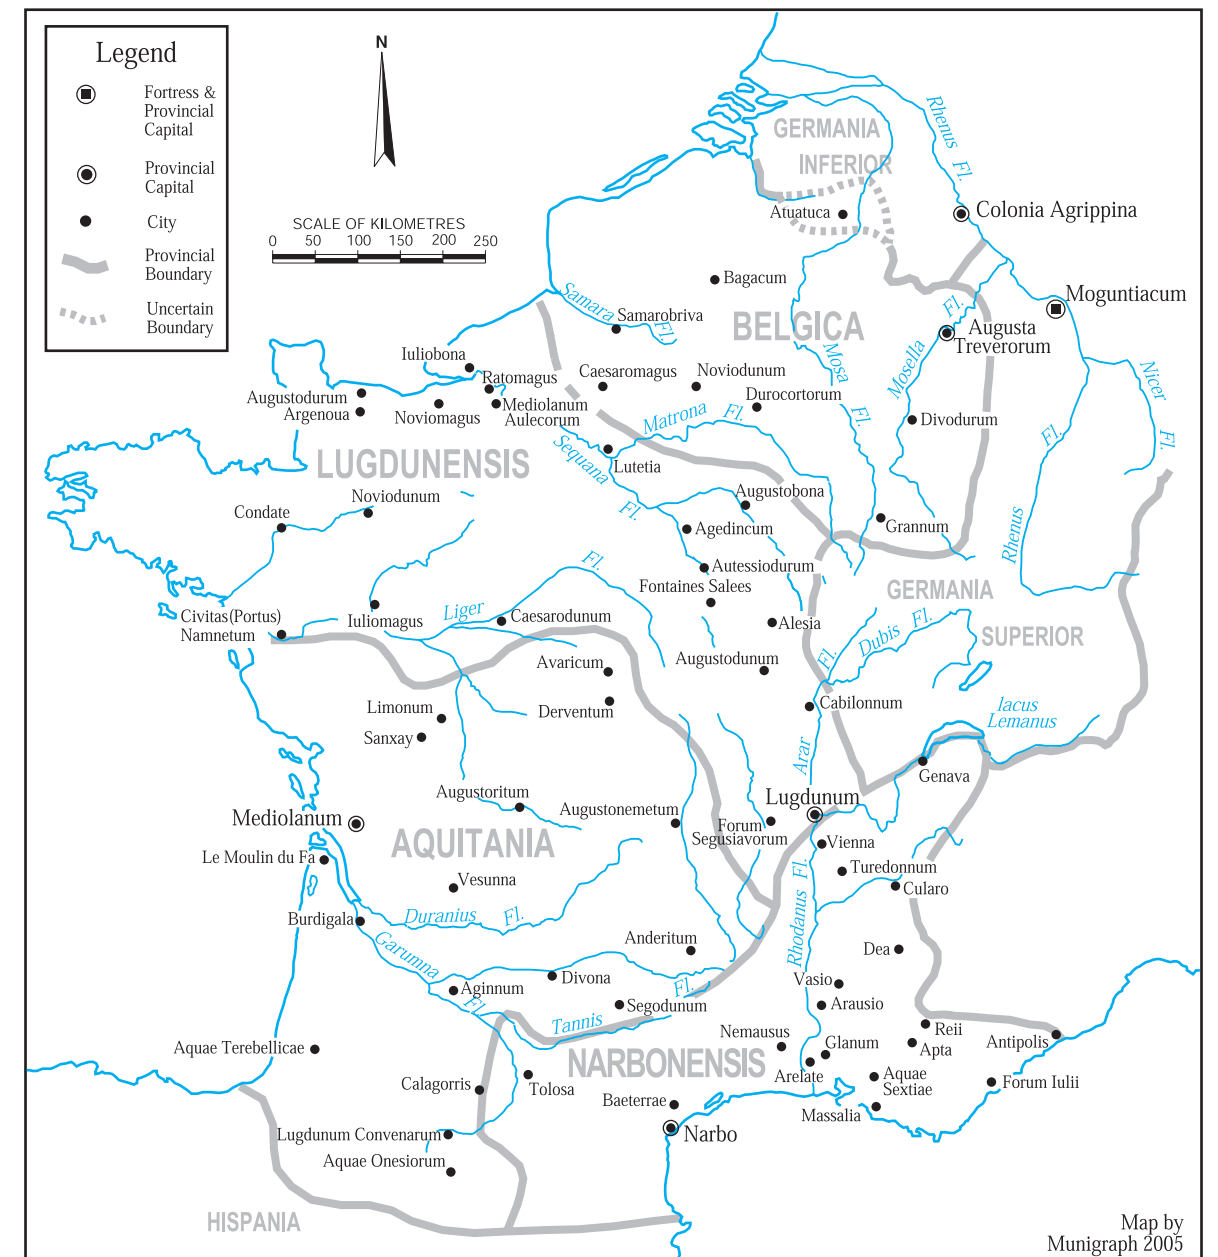 Legend
Fortress &
Provincial
Capital
Provincial
Capital
City
Provincial
Boundary
Uncertain
Boundary
N
SCALE OF KILOMETRES
0 50 100 150 200 250
GERMANIA
INFERIOR
Rhenus Fl.
Atuatuca
Colonia Agrippina
Bagacum
Moguntiacum
Samara Fl.
Samarobriva
BELGICA
Augusta
Treverorum
Mosella Fl.
Mosa Fl.
Nicer Fl.
Iuliobona
Ratomagus
Caesaromagus
Noviodunum
Durocortorum
Augustodurum
Argenoua
Noviomagus
Mediolanum
Aulecorum
Matrona Fl.
Divodurum
Rhenus Fl.
LUGDUNENSIS
Sequana Fl.
Lutetia
Noviodunum
Condate
Augustobona
Agedincum
Grannum
Autessiodurum
Fontaines Salees
GERMANIA
SUPERIOR
Liger Fl.
Civitas (Portus)
Namnetum
Iuliomagus
Caesarodunum
Alesia
Dubis Fl.
Avaricum
Augustodunum
Derventum
Cabilonnum
Limonum
Sanxay
Iacus
Lemanus
Arar Fl.
Genava
Augustoritum
Augustonemetum
Lugdunum
Mediolanum
AQUITANIA
Forum
Segusiavorum
Vienna
Le Moulin du Fa
Turedonnum
Vesunna
Cularo
Burdigala
Duranius Fl.
Rhodanus Fl.
Garumna Fl.
Anderitum
Dea
Divona
Vasio
Aginnum
Segodunum
Arausio
Tannis Fl.
Nemausus
Reii
Aquae Terebellicae
NARBONENSIS
Glanum
Apta
Antipolis
Calagorris
Tolosa
Arelate
Aquae
Sextiae
Forum Iulii
Baeterrae
Massalia
Lugdunum Convenarum
Narbo
Aquae Onesiorum
HISPANIA
Map by
Munigraph 2005